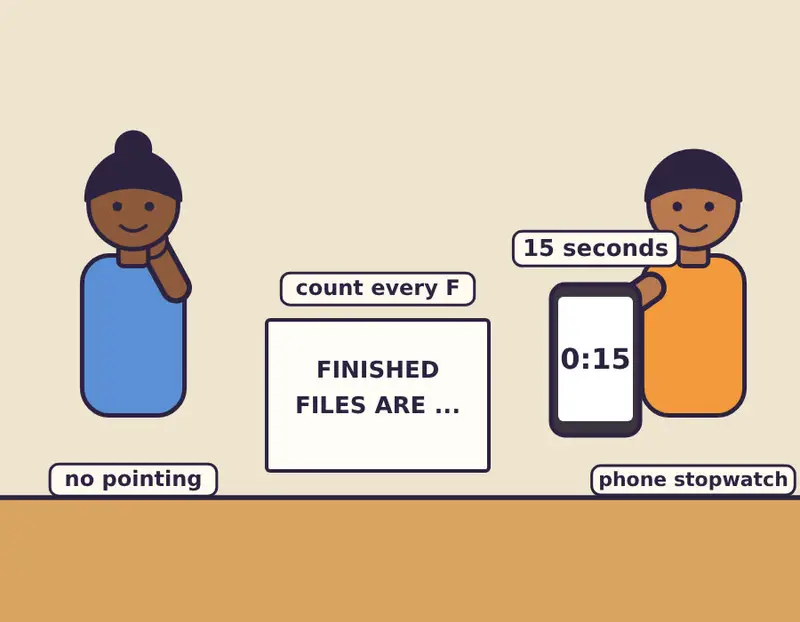 15 seconds
count every F
FINISHED
FILES ARE ...
0:15
no pointing
phone stopwatch